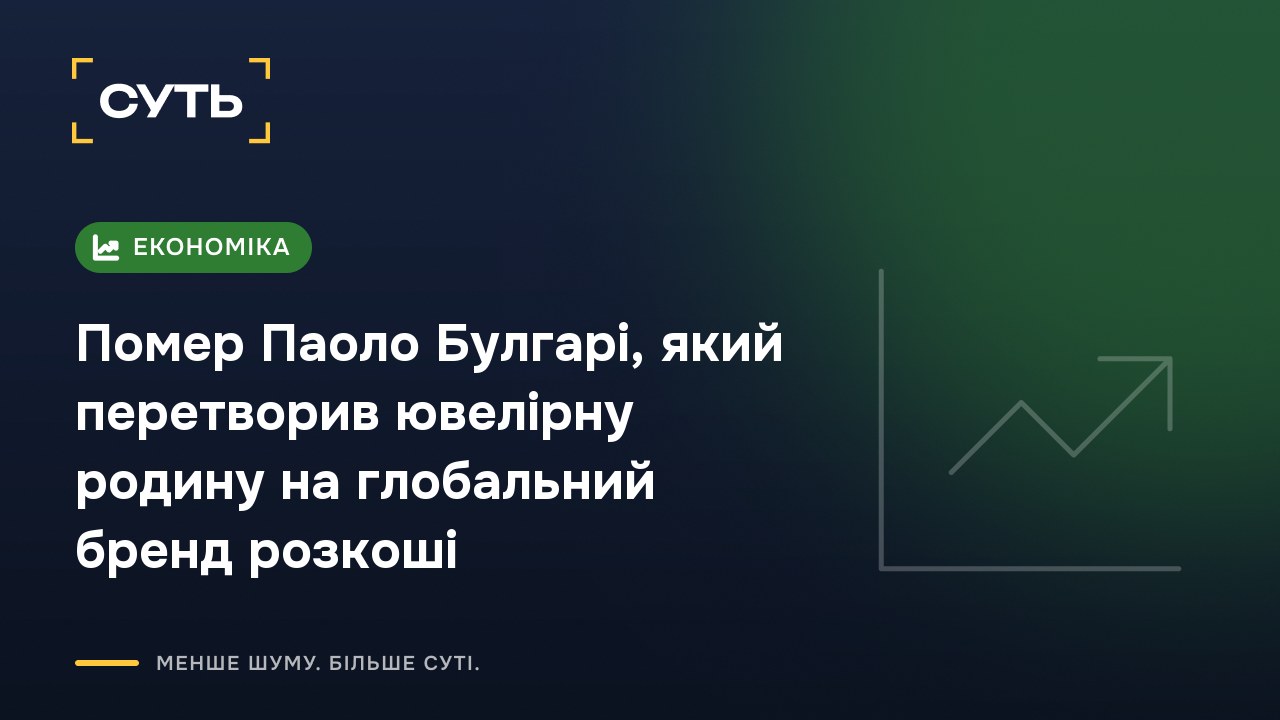 СУТЬ
ЕКОНОМІКА
Помер Паоло Булгарі, який
перетворив ювелірну
родину на глобальний
бренд розкоші
МЕНШЕ ШУМУ. БІЛЬШЕ СУТІ.